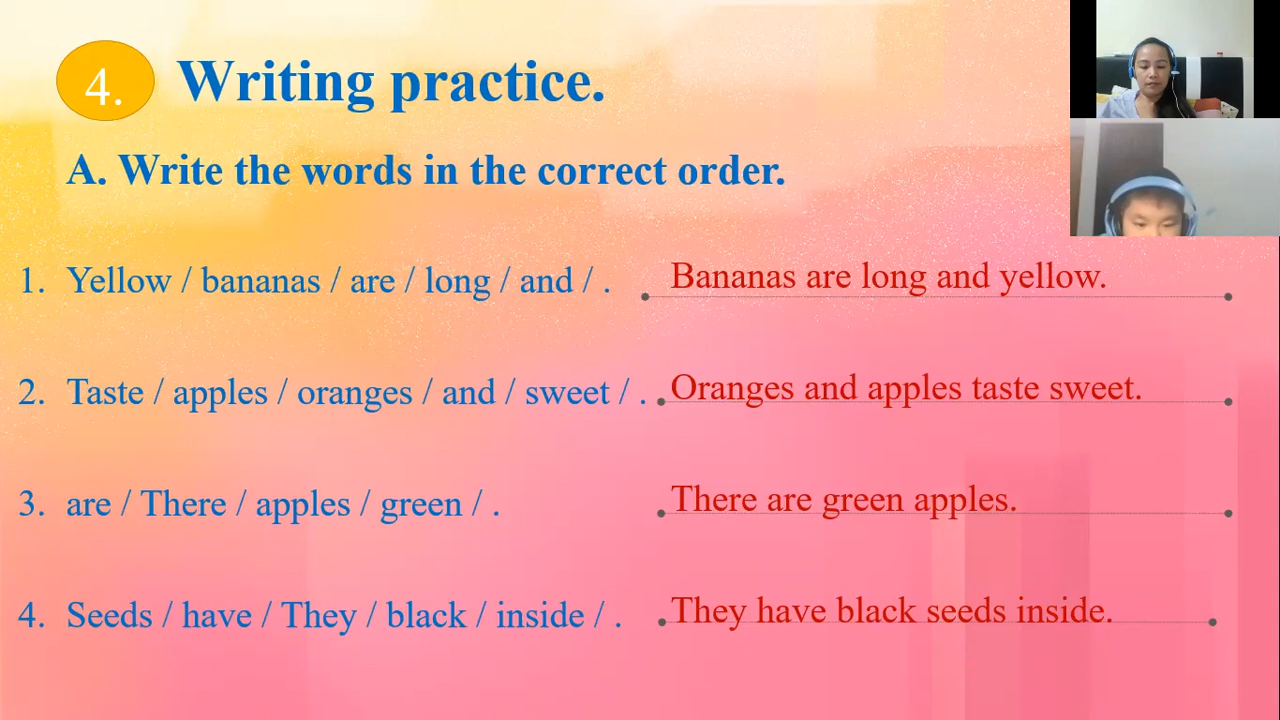 4. Writing practice.
A. Write the words in the correct order.
1. Yellow / bananas / are / long / and / . Bananas are long and yellow.
2. Taste / apples / oranges / and / sweet / . Oranges and apples taste sweet.
3. are / There / apples / green / . There are green apples.
4. Seeds / have / They / black / inside / . They have black seeds inside.